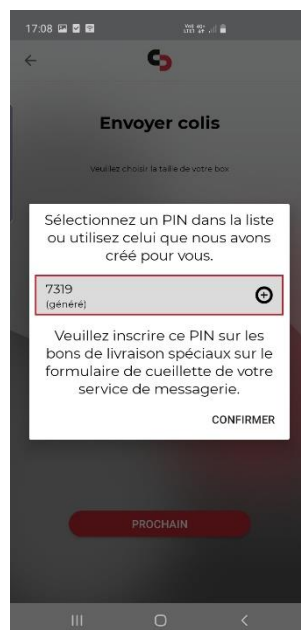 17:08
Envoyer colis
Veuillez choisir la taille de votre box
Sélectionnez un PIN dans la liste
ou utilisez celui que nous avons
créé pour vous.
7319
(généré)
Veuillez inscrire ce PIN sur les
bons de livraison spéciaux sur le
formulaire de cueillette de votre
service de messagerie.
CONFIRMER
PROCHAIN